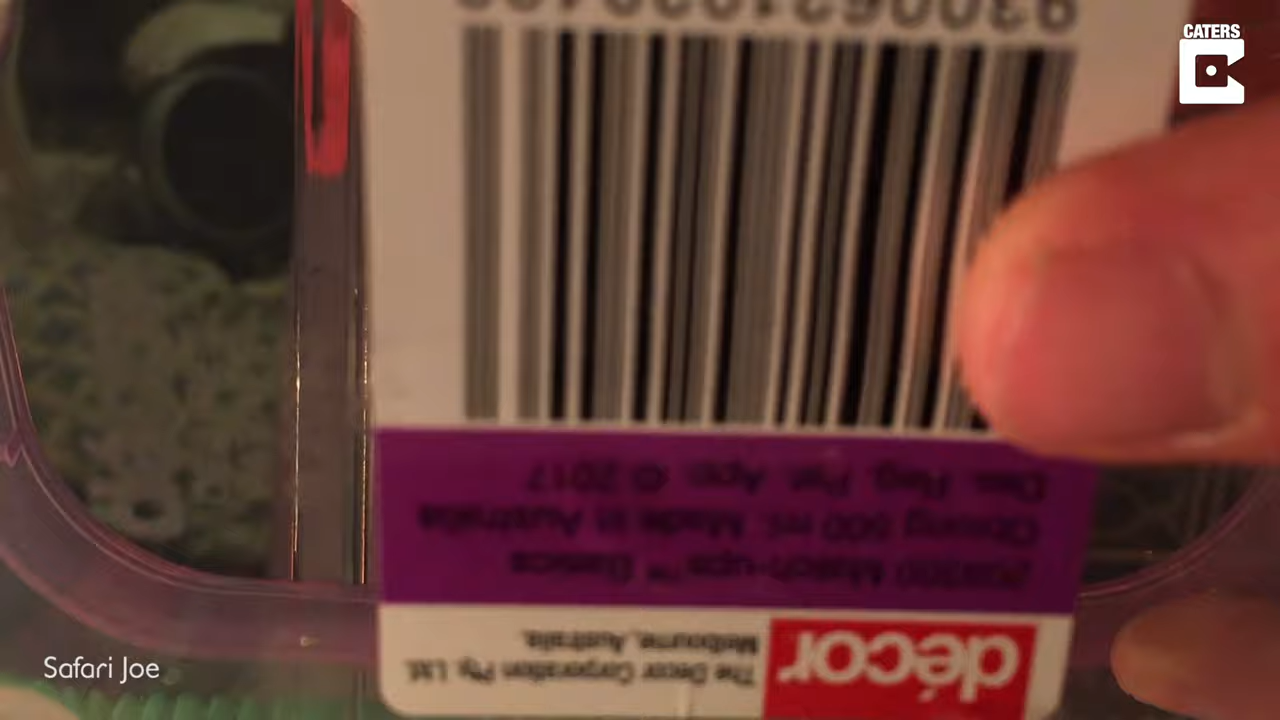 CATERS
décor
The Decor Corporation Pty. Ltd.
Melbourne, Australia.
Match-ups™ Basics
Oblong 500 ml Made in Australia
Des. Reg. Pat. App. © 2017
Safari Joe